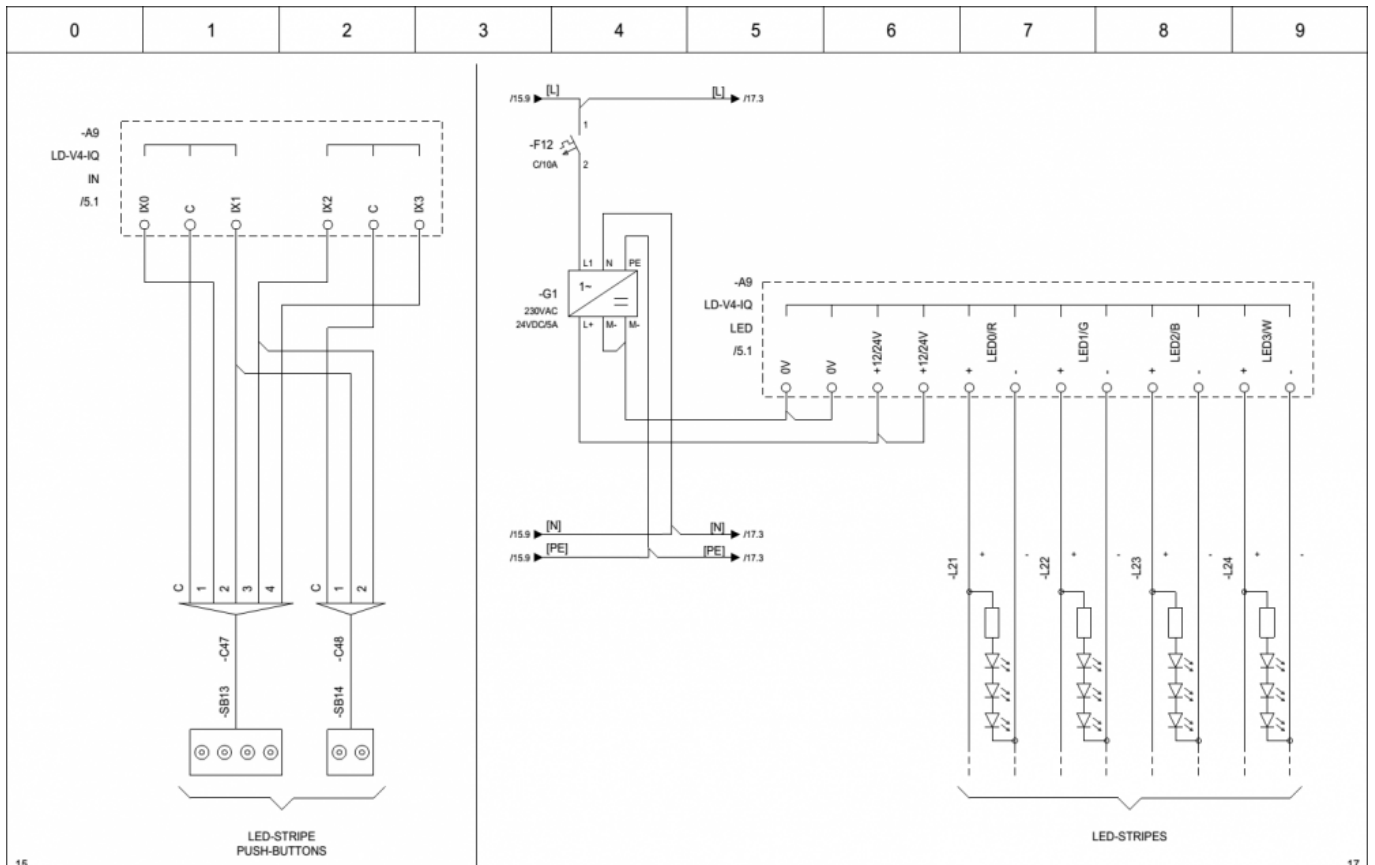 0 1 2 3 4 5 6 7 8 9
-A9
LD-V4-IQ
IN
/5.1
IX0 C IX1 IX2 C IX3
C 1 2 3 4
C 1 2
-C47
-C48
-SB13
-SB14
LED-STRIPE
PUSH-BUTTONS
15
/15.9 [L] [L] /17.3
1
-F12
C/10A
2
L1 N PE
-G1
1~
230VAC
24VDC/5A
L+ M- M-
-A9
LD-V4-IQ
LED
/5.1
0V 0V +12/24V +12/24V
LED0/R LED1/G LED2/B LED3/W
+ - + - + - + -
/15.9 [N] [N] /17.3
/15.9 [PE] [PE] /17.3
-L21 + - -L22 + - -L23 + - -L24 + -
LED-STRIPES
17